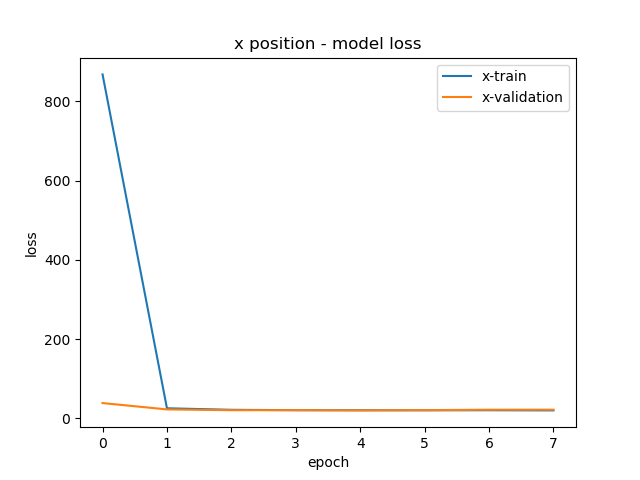 x position - model loss
x-train
x-validation
800
600
400
200
0
loss
0 1 2 3 4 5 6 7
epoch